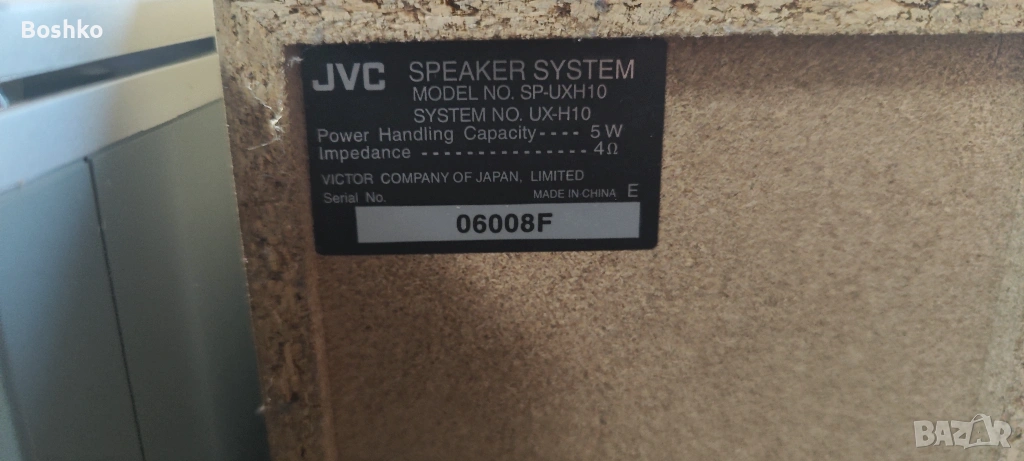 Boshko
JVC SPEAKER SYSTEM
MODEL NO. SP-UXH10
SYSTEM NO. UX-H10
Power Handling Capacity ---- 5 W
Impedance ---------------- 4Ω
VICTOR COMPANY OF JAPAN, LIMITED
Serial No. MADE IN CHINA E
06008F
BAZAR